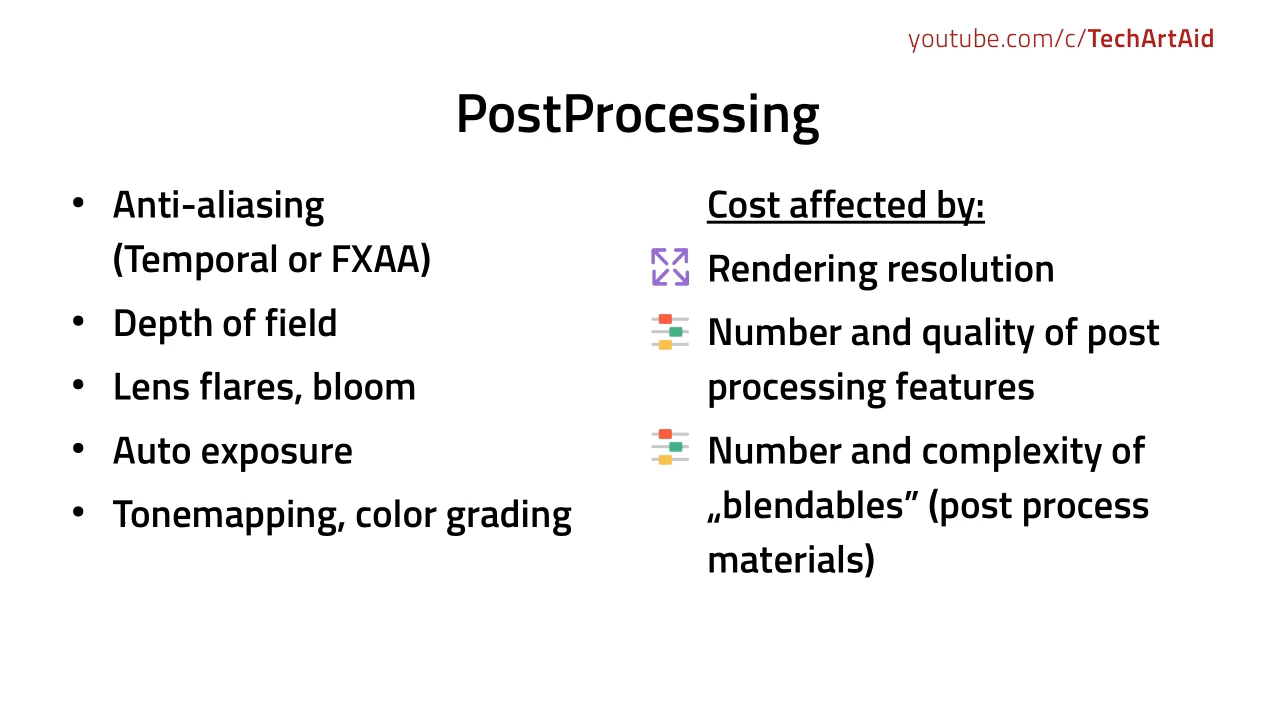 youtube.com/c/TechArtAid
PostProcessing
• Anti-aliasing
(Temporal or FXAA)
• Depth of field
• Lens flares, bloom
• Auto exposure
• Tonemapping, color grading
Cost affected by:
Rendering resolution
Number and quality of post
processing features
Number and complexity of
„blendables” (post process
materials)